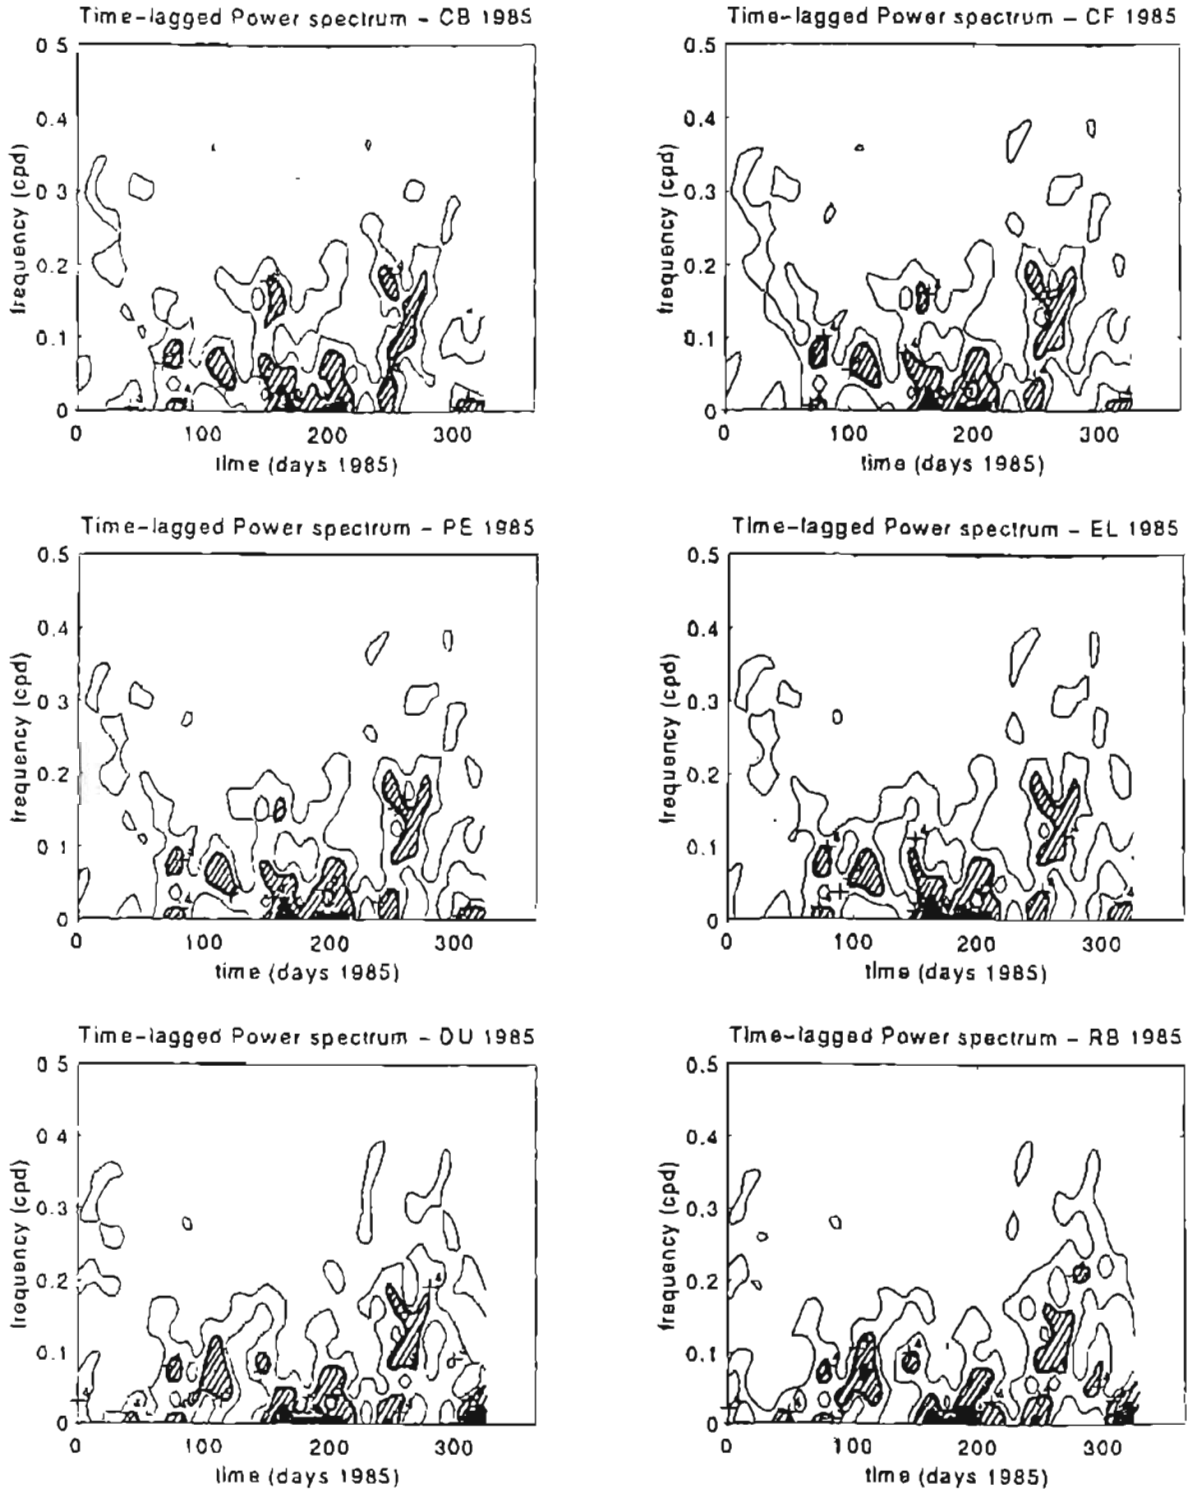 Time-lagged Power spectrum - CB 1985
0.5
0.4
0.3
0.2
0.1
0
frequency (cpd)
0 100 200 300
time (days 1985)
Time-lagged Power spectrum - CF 1985
0.5
0.4
0.3
0.2
0.1
0
frequency (cpd)
0 100 200 300
time (days 1985)
Time-lagged Power spectrum - PE 1985
0.5
0.4
0.3
0.2
0.1
0
frequency (cpd)
0 100 200 300
time (days 1985)
Time-lagged Power spectrum - EL 1985
0.5
0.4
0.3
0.2
0.1
0
frequency (cpd)
0 100 200 300
time (days 1985)
Time-lagged Power spectrum - DU 1985
0.5
0.4
0.3
0.2
0.1
0
frequency (cpd)
0 100 200 300
time (days 1985)
Time-lagged Power spectrum - RB 1985
0.5
0.4
0.3
0.2
0.1
0
frequency (cpd)
0 100 200 300
time (days 1985)